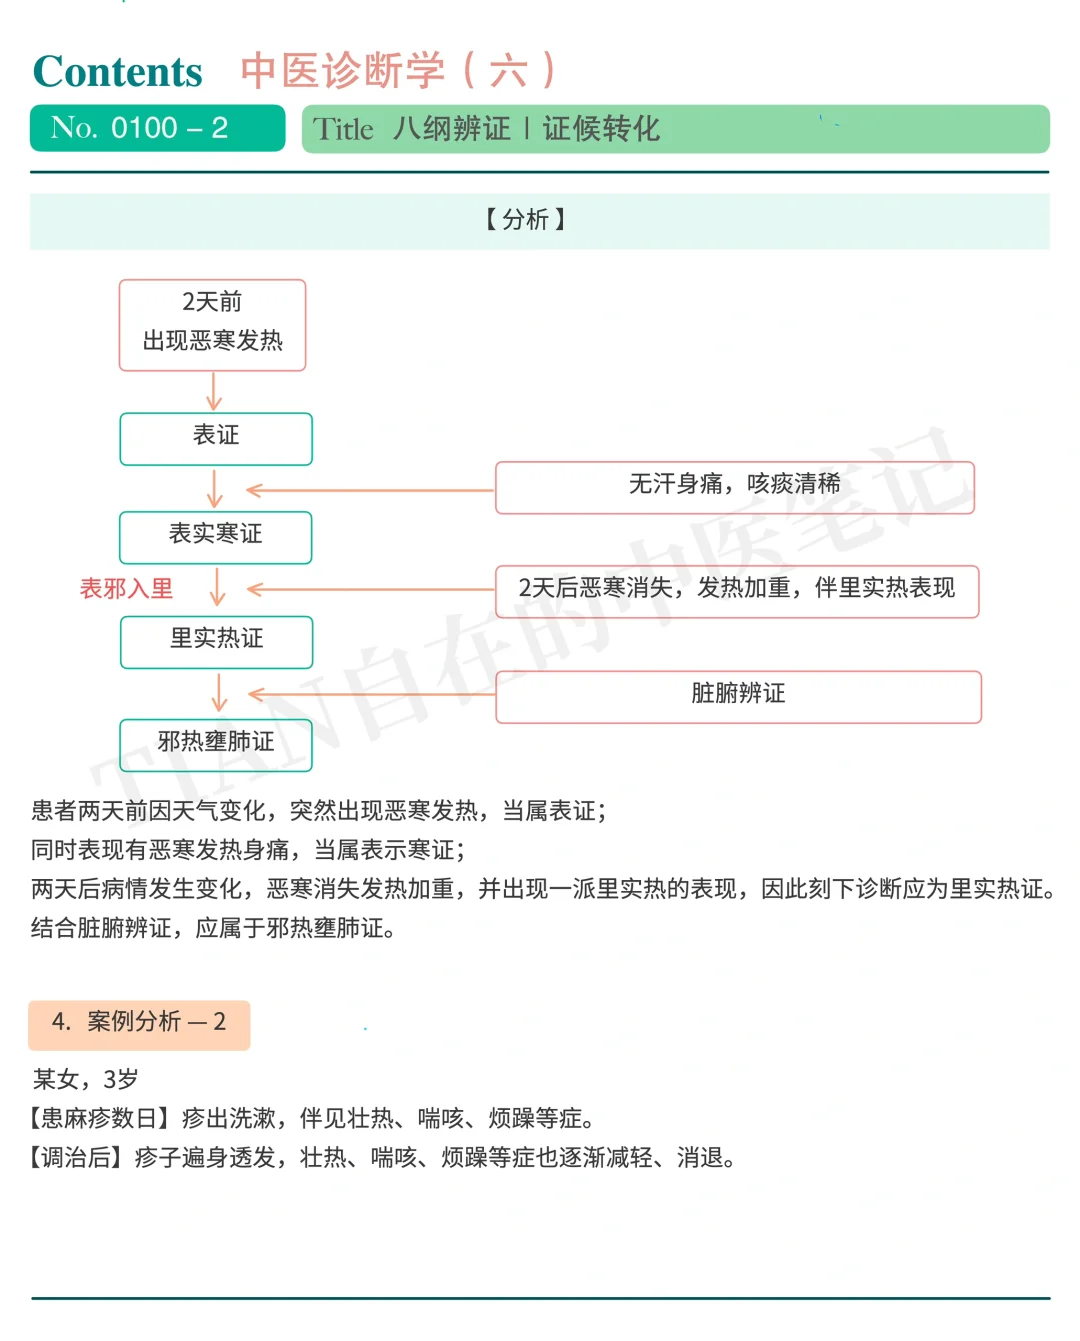 Contents 中医诊断学（六）
No. 0100－2
Title 八纲辨证｜证候转化
【 分析 】
2天前
出现恶寒发热
表证
无汗身痛，咳痰清稀
表实寒证
表邪入里
2天后恶寒消失，发热加重，伴里实热表现
里实热证
脏腑辨证
邪热壅肺证
患者两天前因天气变化，突然出现恶寒发热，当属表证；
同时表现有恶寒发热身痛，当属表示寒证；
两天后病情发生变化，恶寒消失发热加重，并出现一派里实热的表现，因此刻下诊断应为里实热证。
结合脏腑辨证，应属于邪热壅肺证。
4. 案例分析 — 2
某女，3岁
【患麻疹数日】疹出洗漱，伴见壮热、喘咳、烦躁等症。
【调治后】疹子遍身透发，壮热、喘咳、烦躁等症也逐渐减轻、消退。
TIAN自在的中医笔记